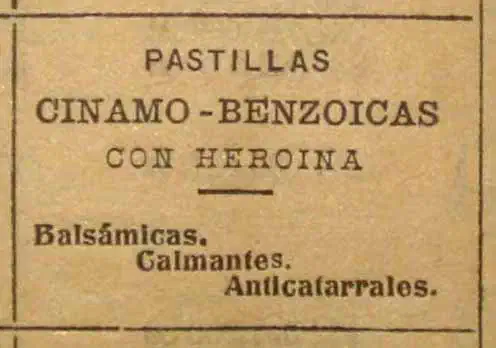 PASTILLAS
CINAMO-BENZOICAS
CON HEROINA
Balsámicas.
Calmantes.
Anticatarrales.